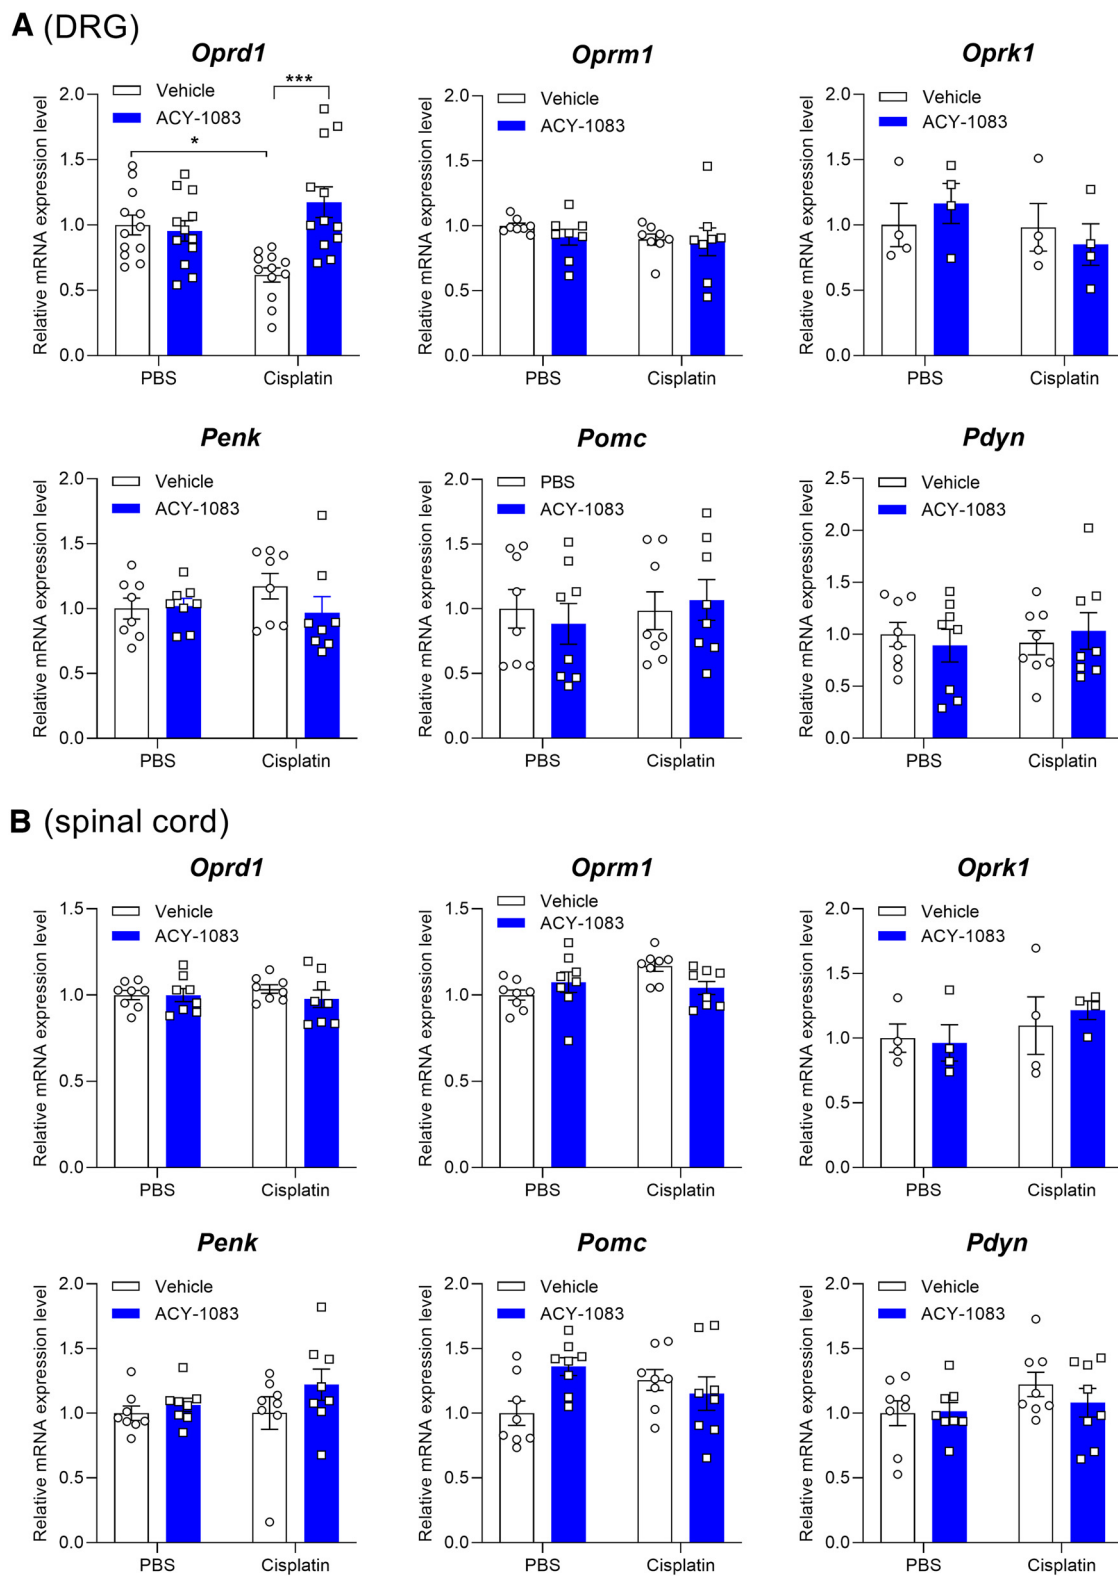 A (DRG)
Oprd1
Vehicle
ACY-1083
*
***
Relative mRNA expression level
2.0
1.5
1.0
0.5
0.0
PBS
Cisplatin
Oprm1
Vehicle
ACY-1083
Relative mRNA expression level
2.0
1.5
1.0
0.5
0.0
PBS
Cisplatin
Oprk1
Vehicle
ACY-1083
Relative mRNA expression level
2.0
1.5
1.0
0.5
0.0
PBS
Cisplatin
Penk
Vehicle
ACY-1083
Relative mRNA expression level
2.0
1.5
1.0
0.5
0.0
PBS
Cisplatin
Pomc
PBS
ACY-1083
Relative mRNA expression level
2.0
1.5
1.0
0.5
0.0
PBS
Cisplatin
Pdyn
Vehicle
ACY-1083
Relative mRNA expression level
2.5
2.0
1.5
1.0
0.5
0.0
PBS
Cisplatin
B (spinal cord)
Oprd1
Vehicle
ACY-1083
Relative mRNA expression level
1.5
1.0
0.5
0.0
PBS
Cisplatin
Oprm1
Vehicle
ACY-1083
Relative mRNA expression level
1.5
1.0
0.5
0.0
PBS
Cisplatin
Oprk1
Vehicle
ACY-1083
Relative mRNA expression level
2.0
1.5
1.0
0.5
0.0
PBS
Cisplatin
Penk
Vehicle
ACY-1083
Relative mRNA expression level
2.0
1.5
1.0
0.5
0.0
PBS
Cisplatin
Pomc
Vehicle
ACY-1083
Relative mRNA expression level
2.0
1.5
1.0
0.5
0.0
PBS
Cisplatin
Pdyn
Vehicle
ACY-1083
Relative mRNA expression level
2.0
1.5
1.0
0.5
0.0
PBS
Cisplatin